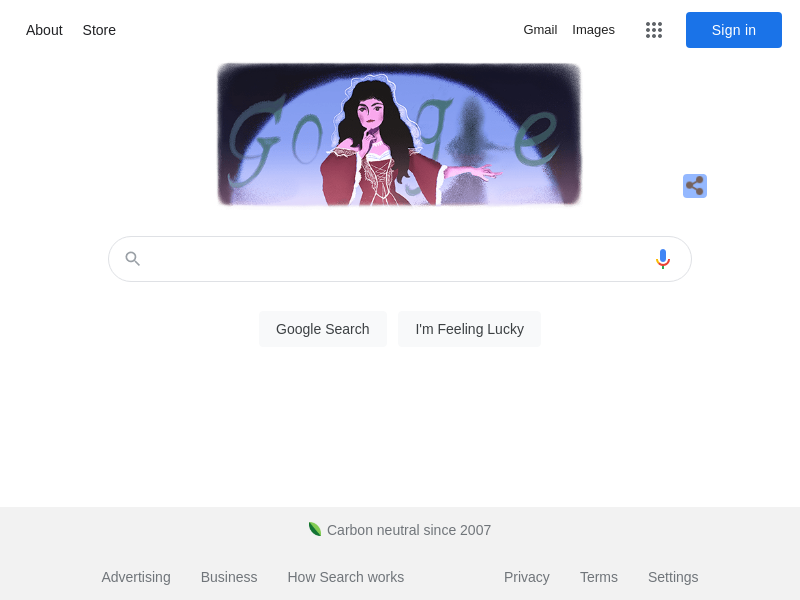 About Store Gmail Images Sign in
Google
Google Search I'm Feeling Lucky
Carbon neutral since 2007
Advertising Business How Search works Privacy Terms Settings